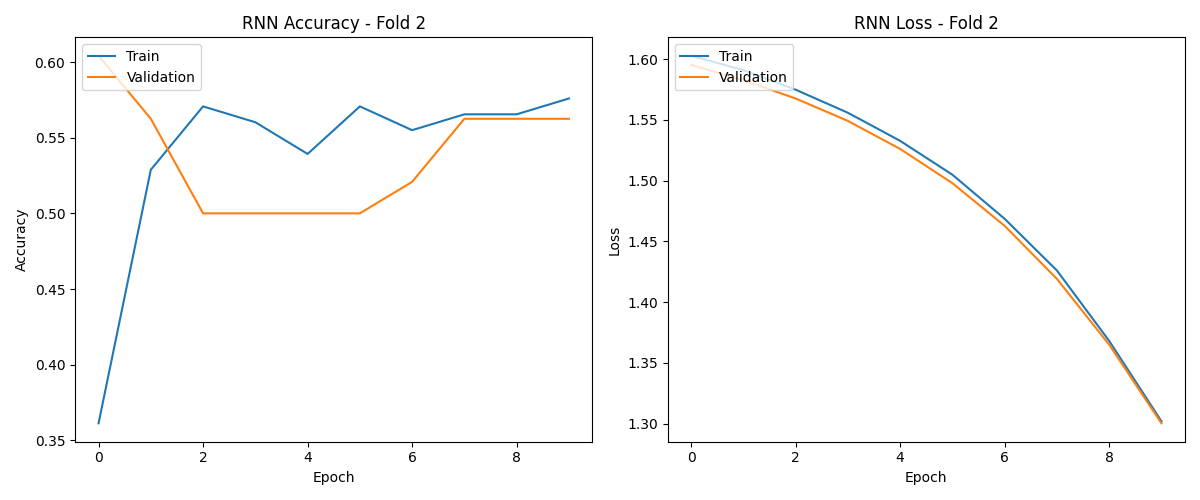 RNN Accuracy - Fold 2
Train
Validation
0.60
0.55
0.50
0.45
0.40
0.35
Accuracy
0 2 4 6 8
Epoch
RNN Loss - Fold 2
Train
Validation
1.60
1.55
1.50
1.45
1.40
1.35
1.30
Loss
0 2 4 6 8
Epoch